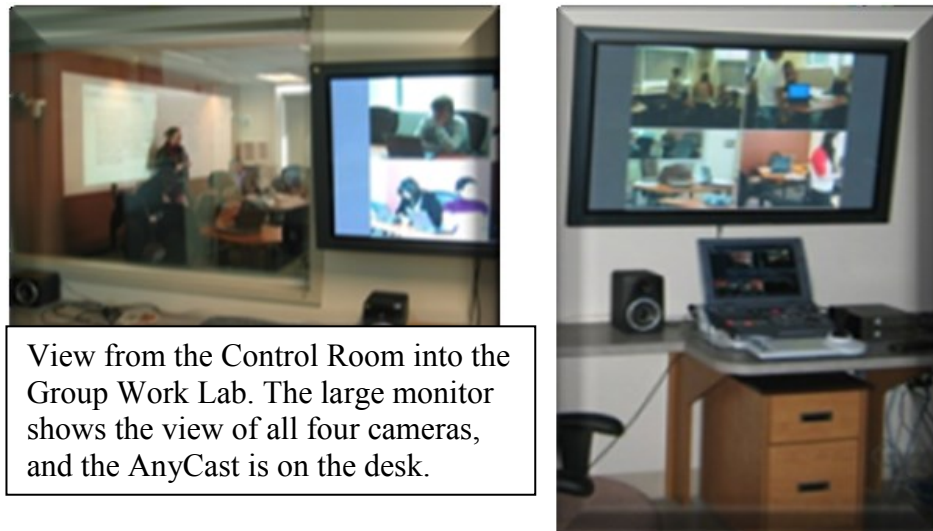 View from the Control Room into the
Group Work Lab. The large monitor
shows the view of all four cameras,
and the AnyCast is on the desk.